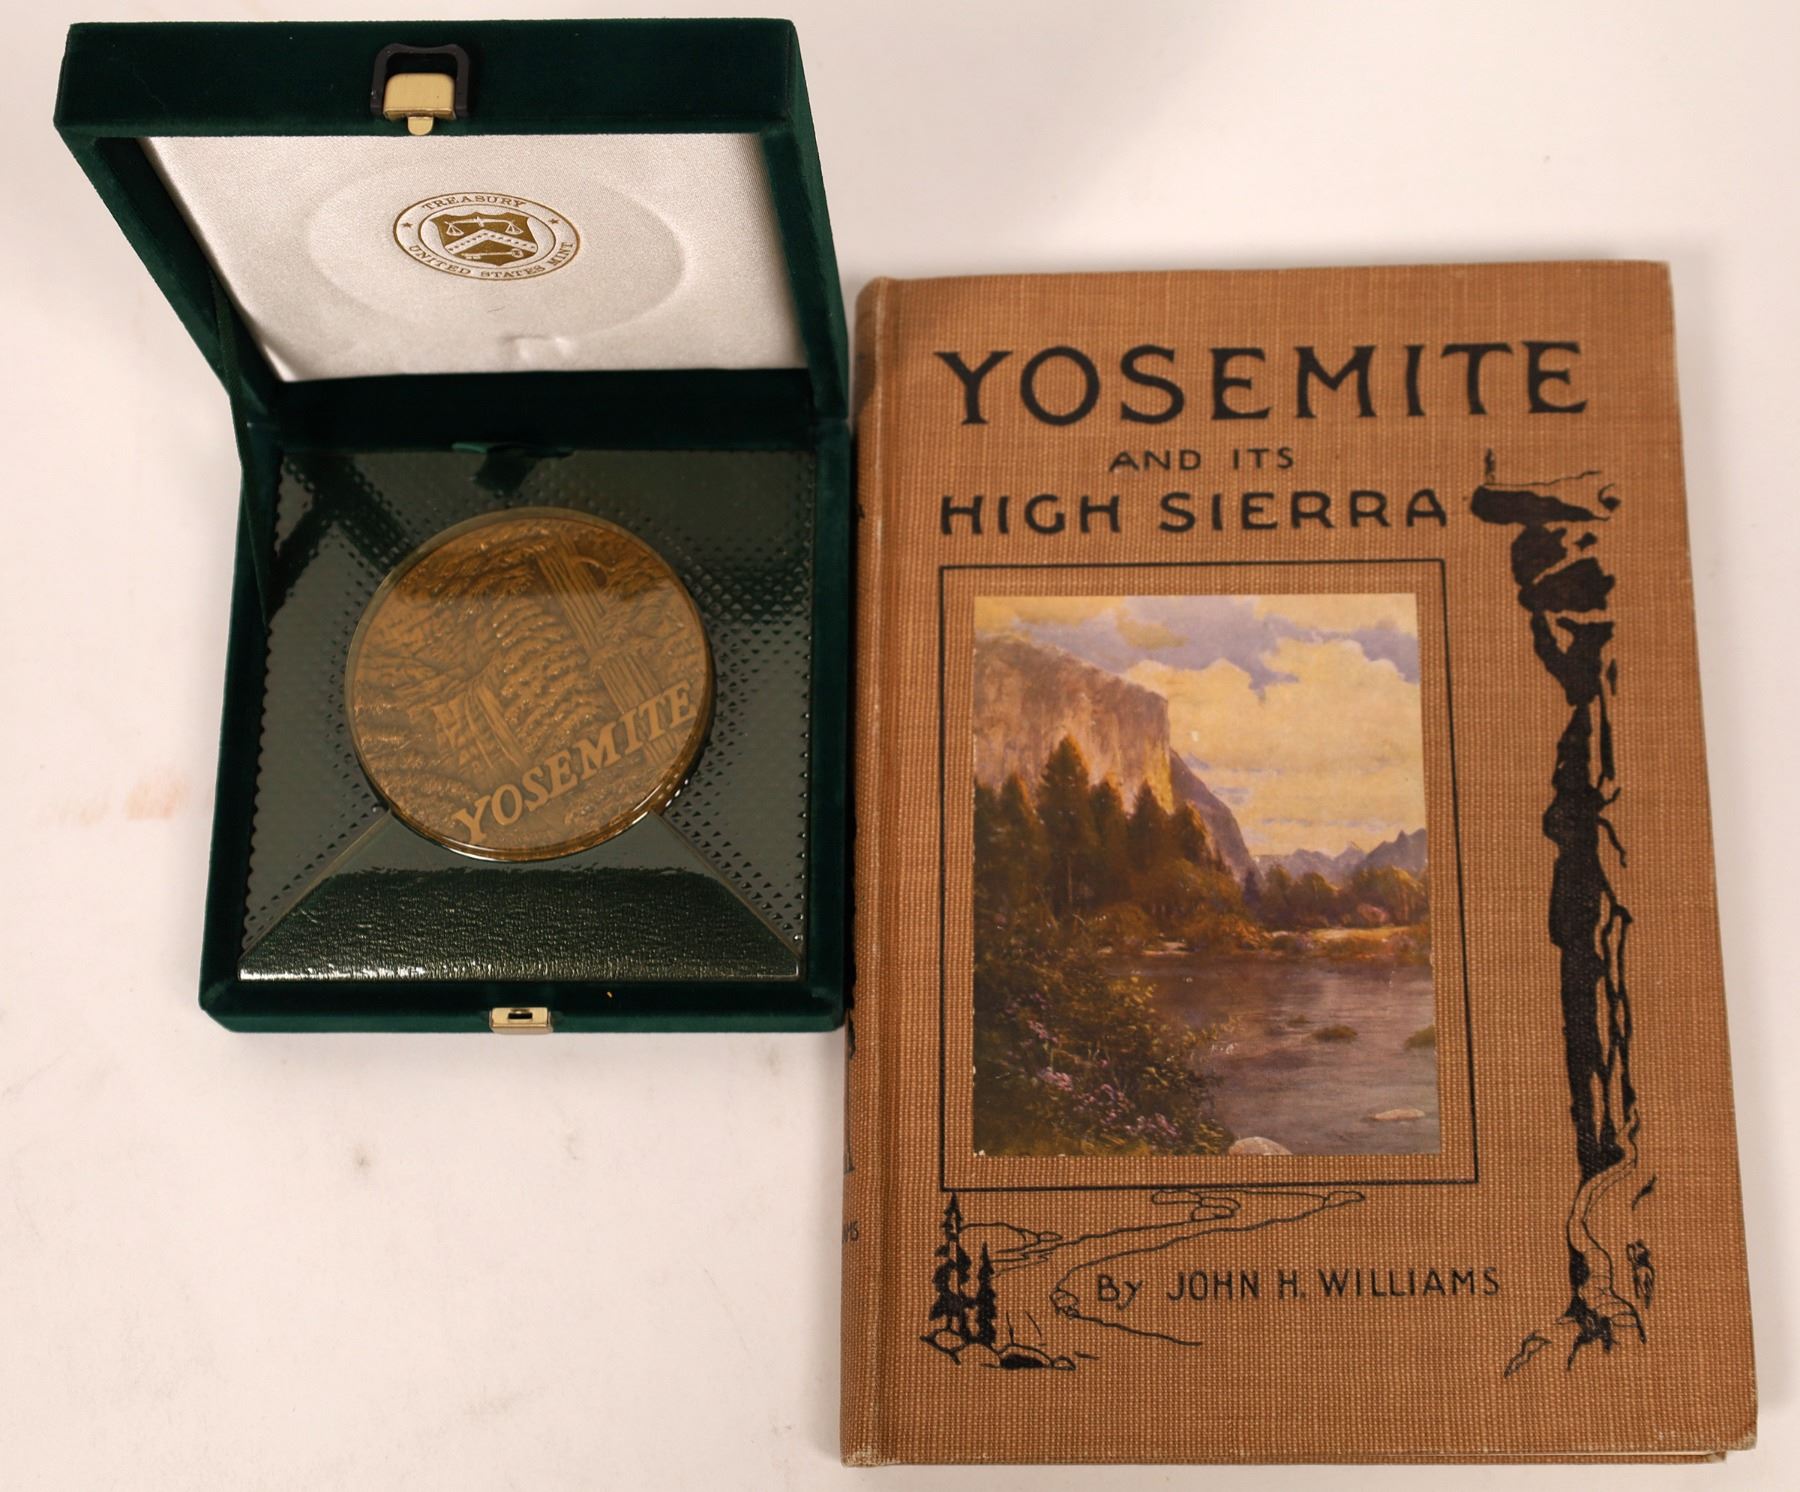 TREASURY
UNITED STATES MINT
YOSEMITE
YOSEMITE
AND ITS
HIGH SIERRA
By JOHN H. WILLIAMS